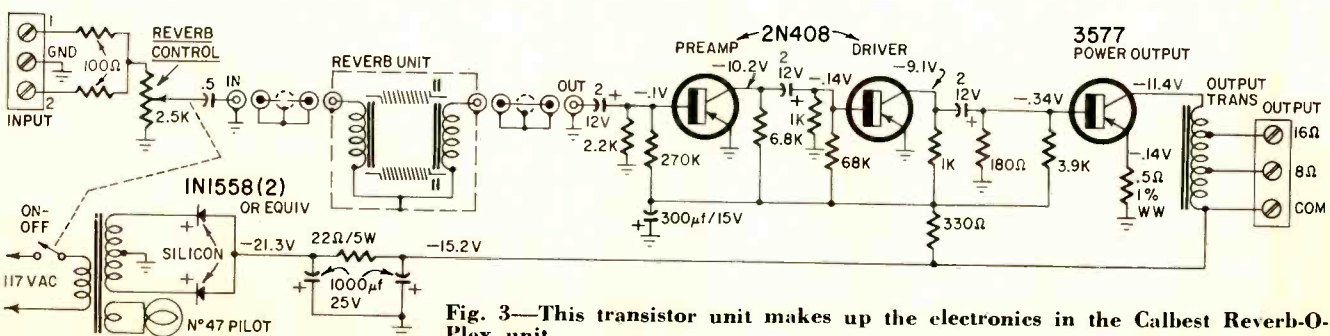 1
GND
2
INPUT
100Ω
REVERB
CONTROL
2.5K
.5
IN
REVERB UNIT
OUT
2
+
12V
2.2K
270K
-.1V
PREAMP
2N408
DRIVER
-10.2V
2
12V
+
-.14V
1K
6.8K
68K
-9.1V
2
12V
+
1K
180Ω
-.34V
3.9K
3577
POWER OUTPUT
-11.4V
-.14V
.5Ω
1%
WW
OUTPUT
TRANS
OUTPUT
16Ω
8Ω
COM
300µf/15V
+
330Ω
ON-
OFF
117 VAC
1N1558(2)
OR EQUIV
+
SILICON
+
-21.3V
22Ω/5W
-15.2V
+
1000µf
25V
+
Nº47 PILOT
Fig. 3—This transistor unit makes up the electronics in the Calbest Reverb-O-
Plex unit